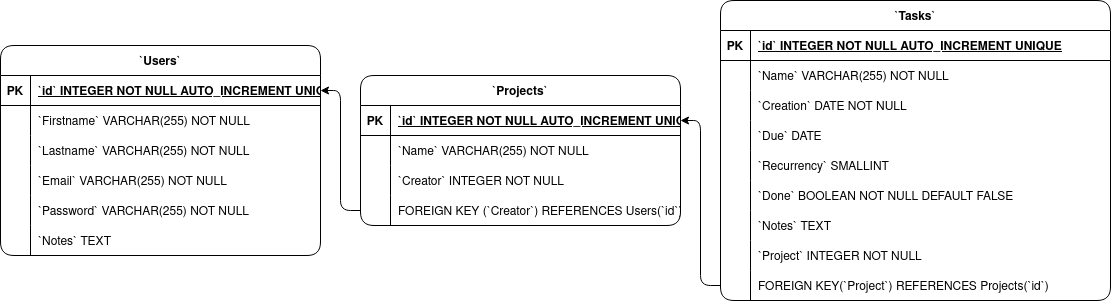 `Users`
PK `id` INTEGER NOT NULL AUTO_INCREMENT
`Firstname` VARCHAR(255) NOT NULL
`Lastname` VARCHAR(255) NOT NULL
`Email` VARCHAR(255) NOT NULL
`Password` VARCHAR(255) NOT NULL
`Notes` TEXT
`Projects`
PK `id` INTEGER NOT NULL AUTO_INCREMENT
`Name` VARCHAR(255) NOT NULL
`Creator` INTEGER NOT NULL
FOREIGN KEY (`Creator`) REFERENCES Users(`id`
`Tasks`
PK `id` INTEGER NOT NULL AUTO_INCREMENT UNIQUE
`Name` VARCHAR(255) NOT NULL
`Creation` DATE NOT NULL
`Due` DATE
`Recurrency` SMALLINT
`Done` BOOLEAN NOT NULL DEFAULT FALSE
`Notes` TEXT
`Project` INTEGER NOT NULL
FOREIGN KEY(`Project`) REFERENCES Projects(`id`)